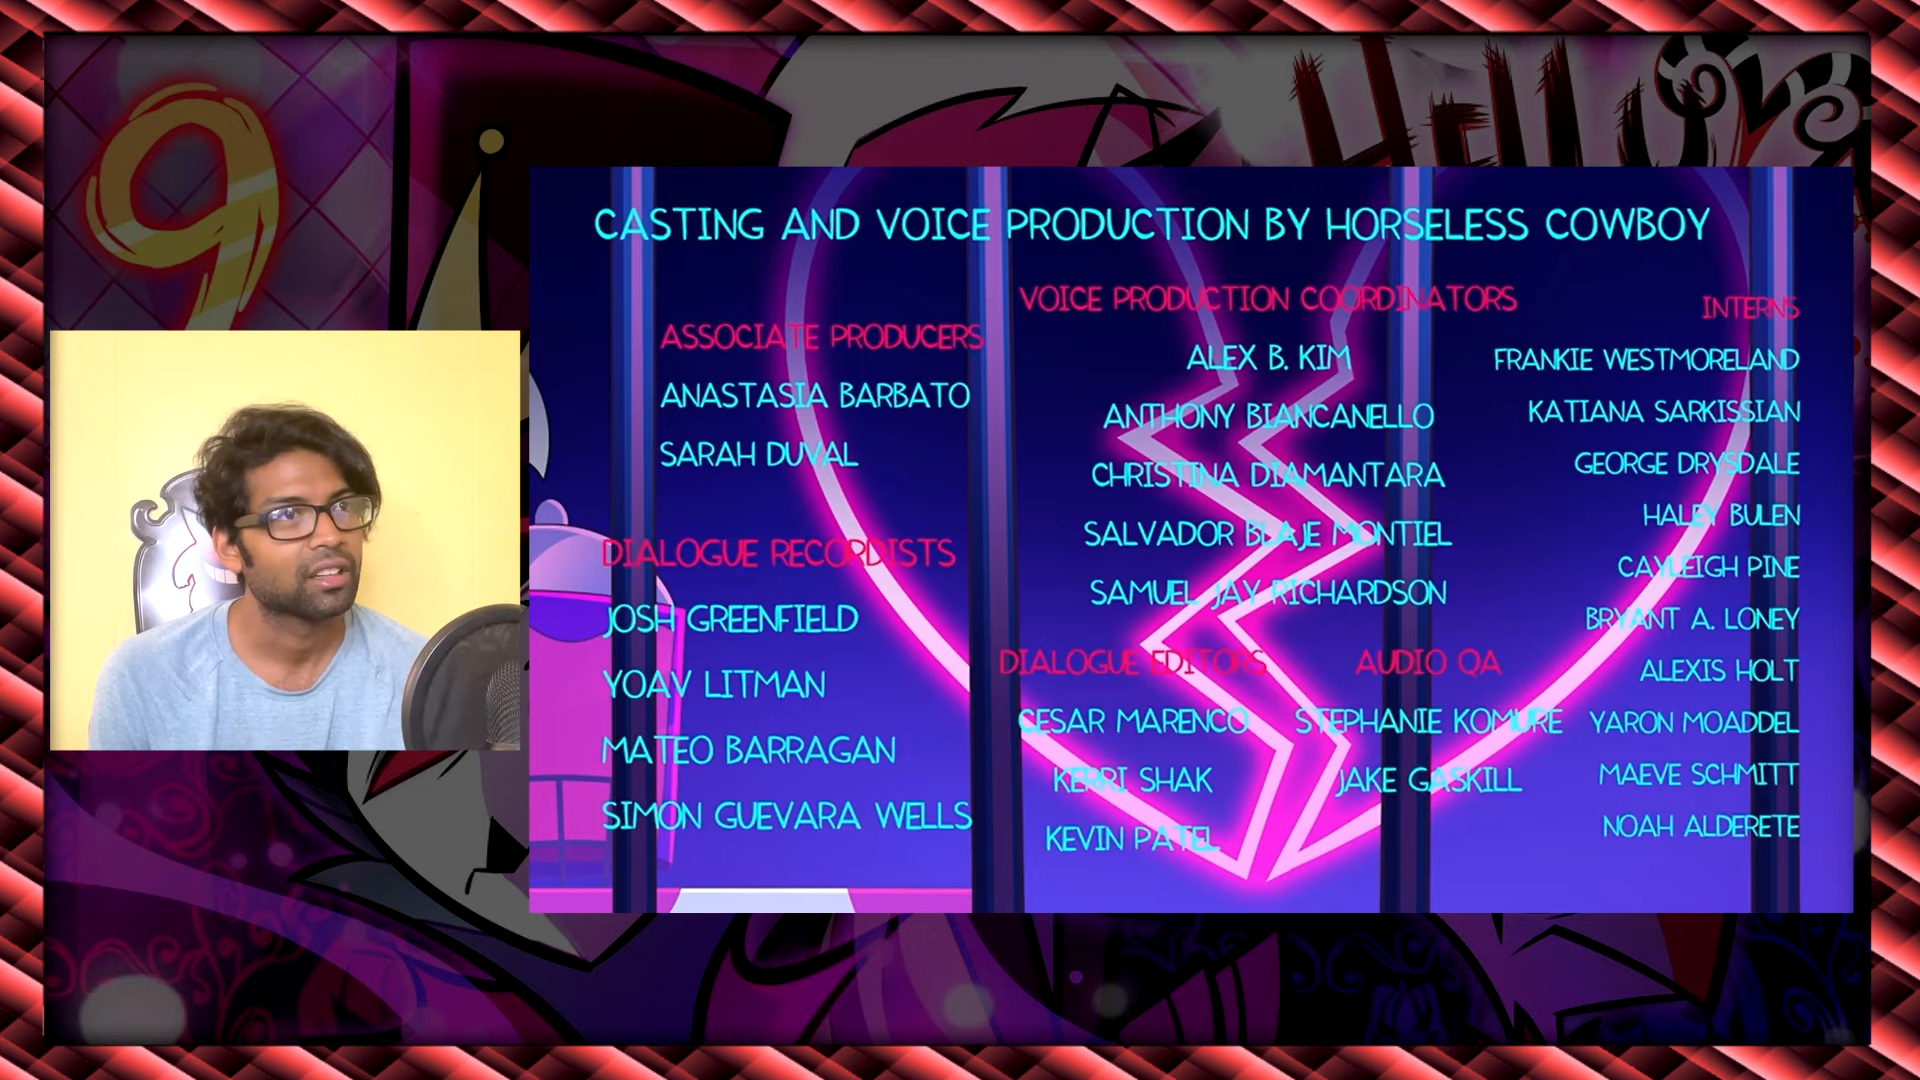 9
HELLUVA
CASTING AND VOICE PRODUCTION BY HORSELESS COWBOY
ASSOCIATE PRODUCERS
ANASTASIA BARBATO
SARAH DUVAL
DIALOGUE RECORDISTS
JOSH GREENFIELD
YOAV LITMAN
MATEO BARRAGAN
SIMON GUEVARA WELLS
VOICE PRODUCTION COORDINATORS
ALEX B. KIM
ANTHONY BIANCANELLO
CHRISTINA DIAMANTARA
SALVADOR BLAJE MONTIEL
SAMUEL JAY RICHARDSON
DIALOGUE EDITORS
CESAR MARENCO
KERRI SHAK
KEVIN PATEL
AUDIO QA
STEPHANIE KOMURE
JAKE GASKILL
INTERNS
FRANKIE WESTMORELAND
KATIANA SARKISSIAN
GEORGE DRYSDALE
HALEY BULEN
CAYLEIGH PINE
BRYANT A. LONEY
ALEXIS HOLT
YARON MOADDEL
MAEVE SCHMITT
NOAH ALDERETE